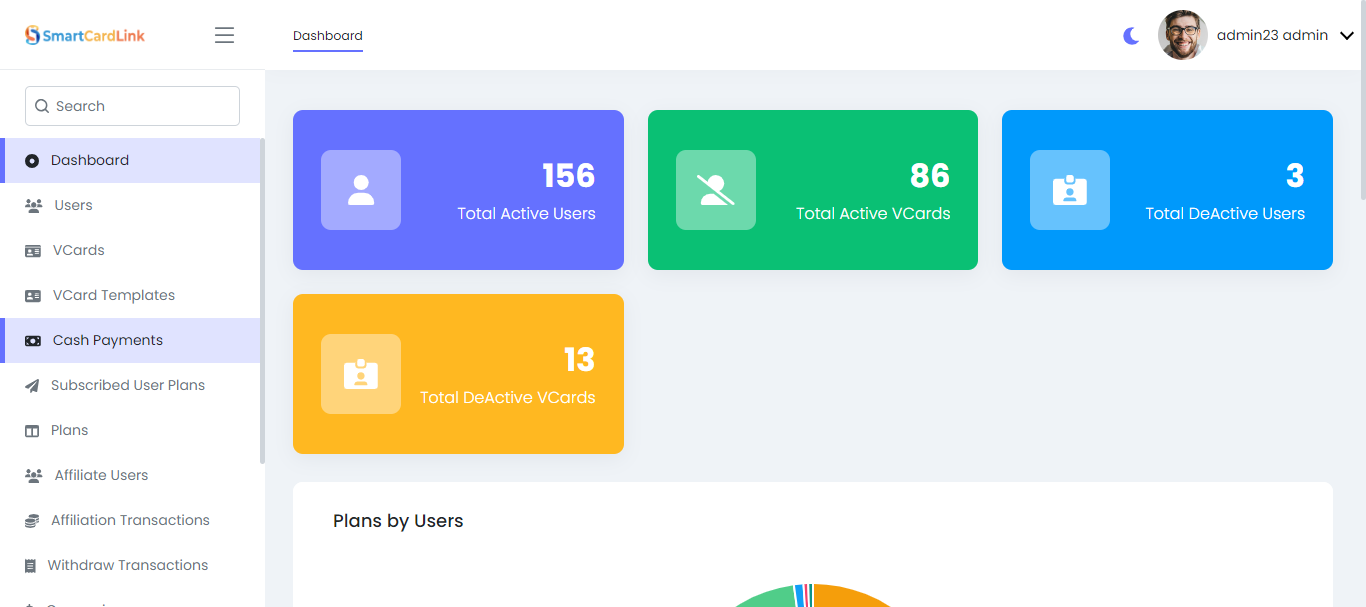 SmartCardLink
Dashboard
admin23 admin
Search
Dashboard
Users
VCards
VCard Templates
Cash Payments
Subscribed User Plans
Plans
Affiliate Users
Affiliation Transactions
Withdraw Transactions
156
Total Active Users
86
Total Active VCards
3
Total DeActive Users
13
Total DeActive VCards
Plans by Users